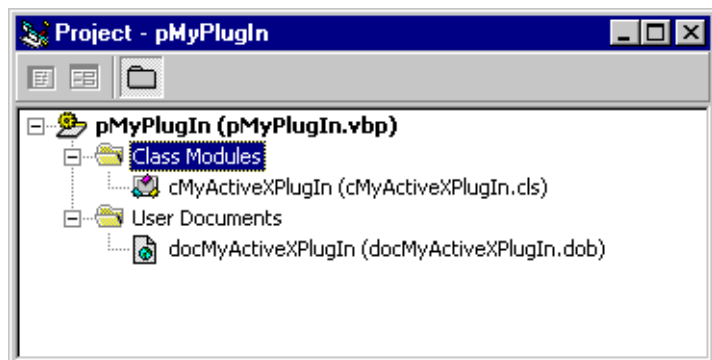 Project - pMyPlugIn
pMyPlugIn (pMyPlugIn.vbp)
Class Modules
cMyActiveXPlugIn (cMyActiveXPlugIn.cls)
User Documents
docMyActiveXPlugIn (docMyActiveXPlugIn.dob)